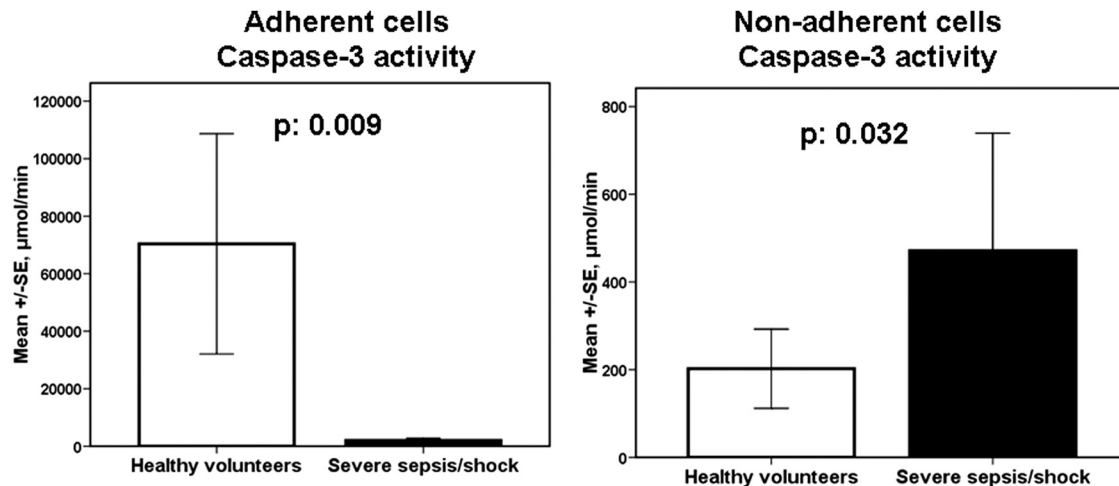 Adherent cells
Caspase-3 activity
p: 0.009
Mean +/-SE, µmol/min
120000
100000
80000
60000
40000
20000
0
Healthy volunteers
Severe sepsis/shock
Non-adherent cells
Caspase-3 activity
p: 0.032
Mean +/-SE, µmol/min
800
600
400
200
0
Healthy volunteers
Severe sepsis/shock